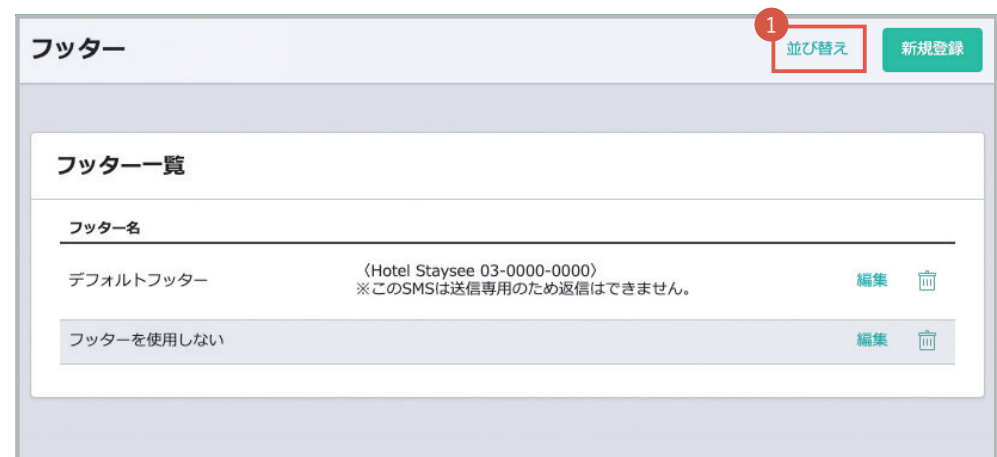 フッター
1
並び替え
新規登録
フッター一覧
フッター名
デフォルトフッター
〈Hotel Staysee 03-0000-0000〉
※このSMSは送信専用のため返信はできません。
編集
フッターを使用しない
編集